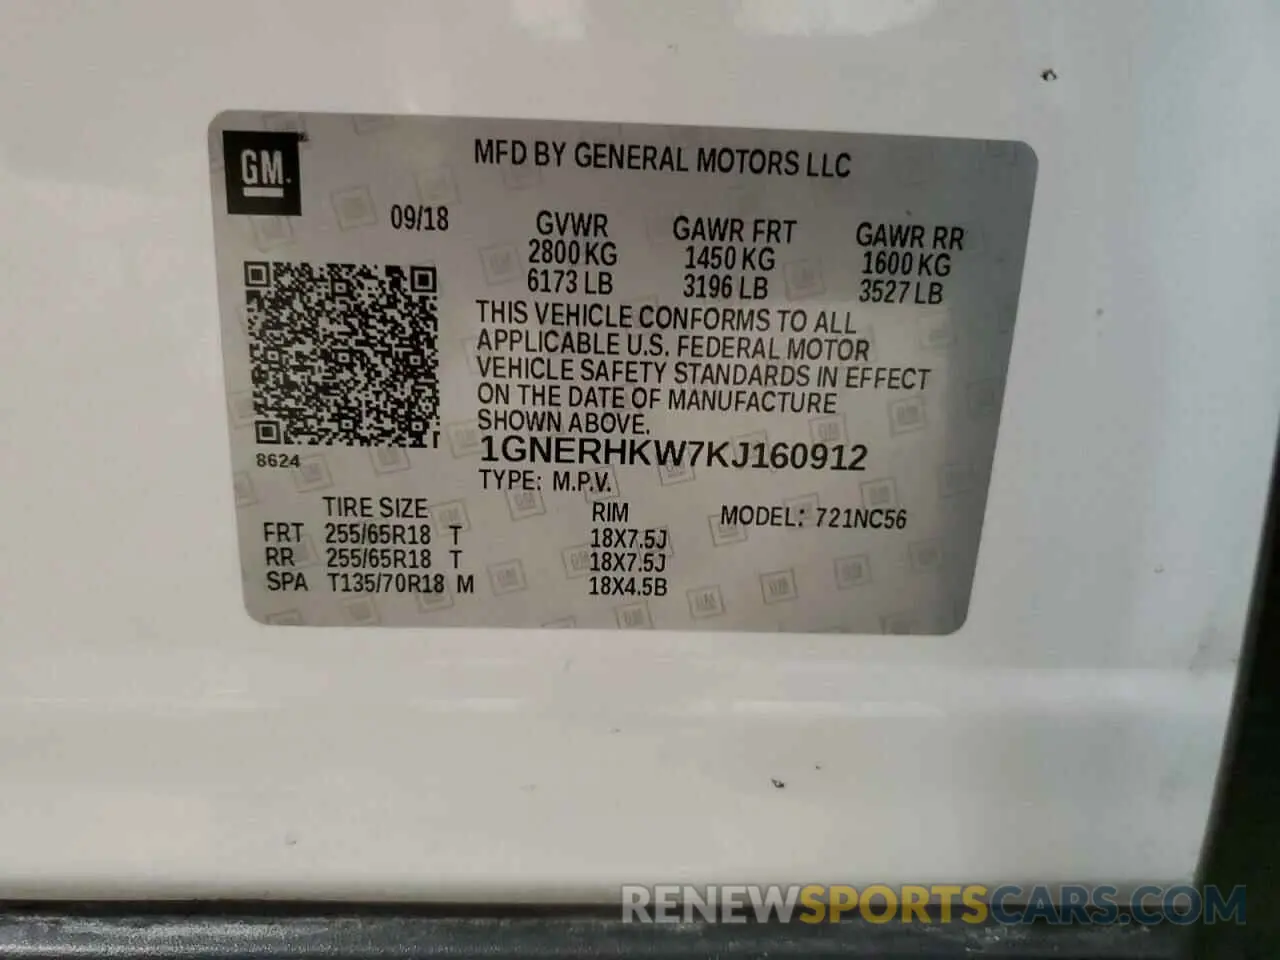 GM
MFD BY GENERAL MOTORS LLC
09/18
GVWR GAWR FRT GAWR RR
2800 KG 1450 KG 1600 KG
6173 LB 3196 LB 3527 LB
THIS VEHICLE CONFORMS TO ALL
APPLICABLE U.S. FEDERAL MOTOR
VEHICLE SAFETY STANDARDS IN EFFECT
ON THE DATE OF MANUFACTURE
SHOWN ABOVE.
1GNERHKW7KJ160912
8624
TYPE: M.P.V.
TIRE SIZE RIM MODEL: 721NC56
FRT 255/65R18 T 18X7.5J
RR 255/65R18 T 18X7.5J
SPA T135/70R18 M 18X4.5B
RENEWSPORTSCARS.COM